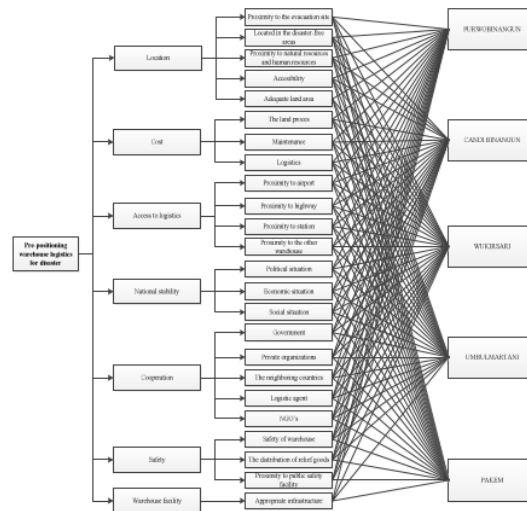 Pre positioning
warehouse logistics
for disaster
Location
Cost
Access to logistics
National stability
Cooperation
Safety
Warehouse facility
Proximity to the evacuation site
Located in the disaster-free
areas
Proximity to natural resources
and human resources
Accessibility
Adequate land area
The land prices
Maintenance
Logistics
Proximity to airport
Proximity to highway
Proximity to station
Proximity to the other
warehouse
Political situation
Economic situation
Social situation
Government
Private organizations
The neighboring countries
Logistic agent
NGO's
Safety of warehouse
The distribution of relief goods
Proximity to public safety
facility
Appropriate infrastructure
PURWOBINANGUN
CANDI BINANGUN
WUKIRSARI
UMBULMARTANI
PAKEM